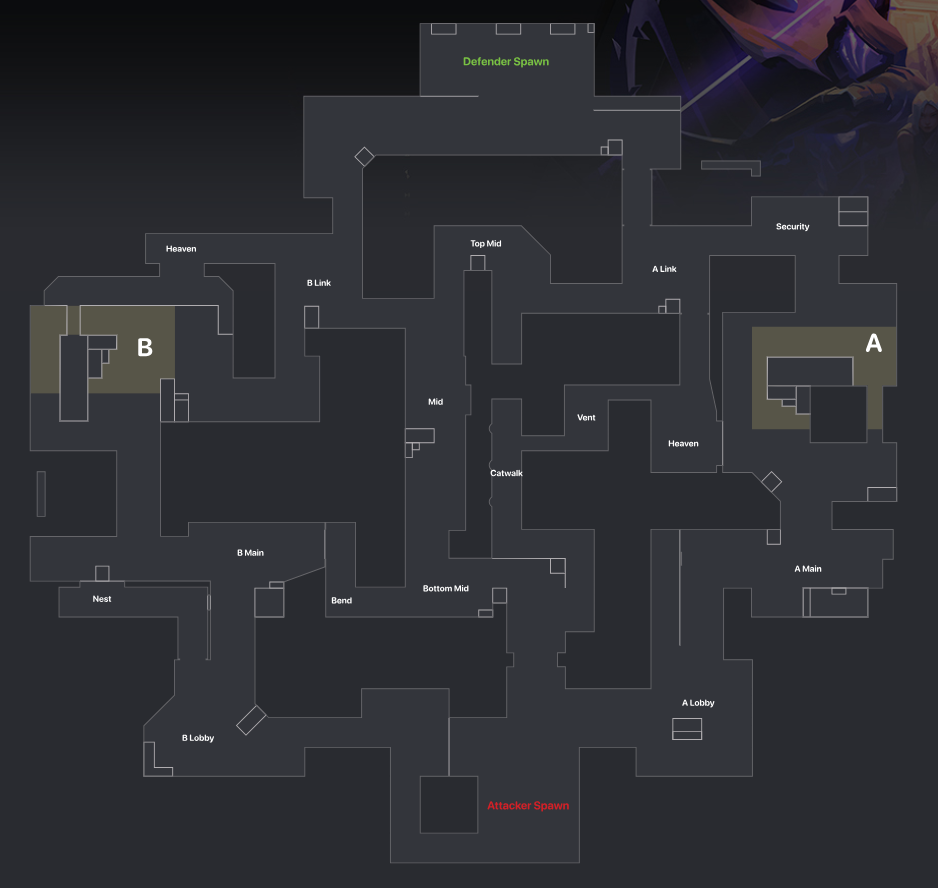 Defender Spawn
Security
Top Mid
Heaven
A Link
B Link
A
B
Mid
Vent
Heaven
Catwalk
B Main
A Main
Bottom Mid
Nest
Bend
A Lobby
B Lobby
Attacker Spawn